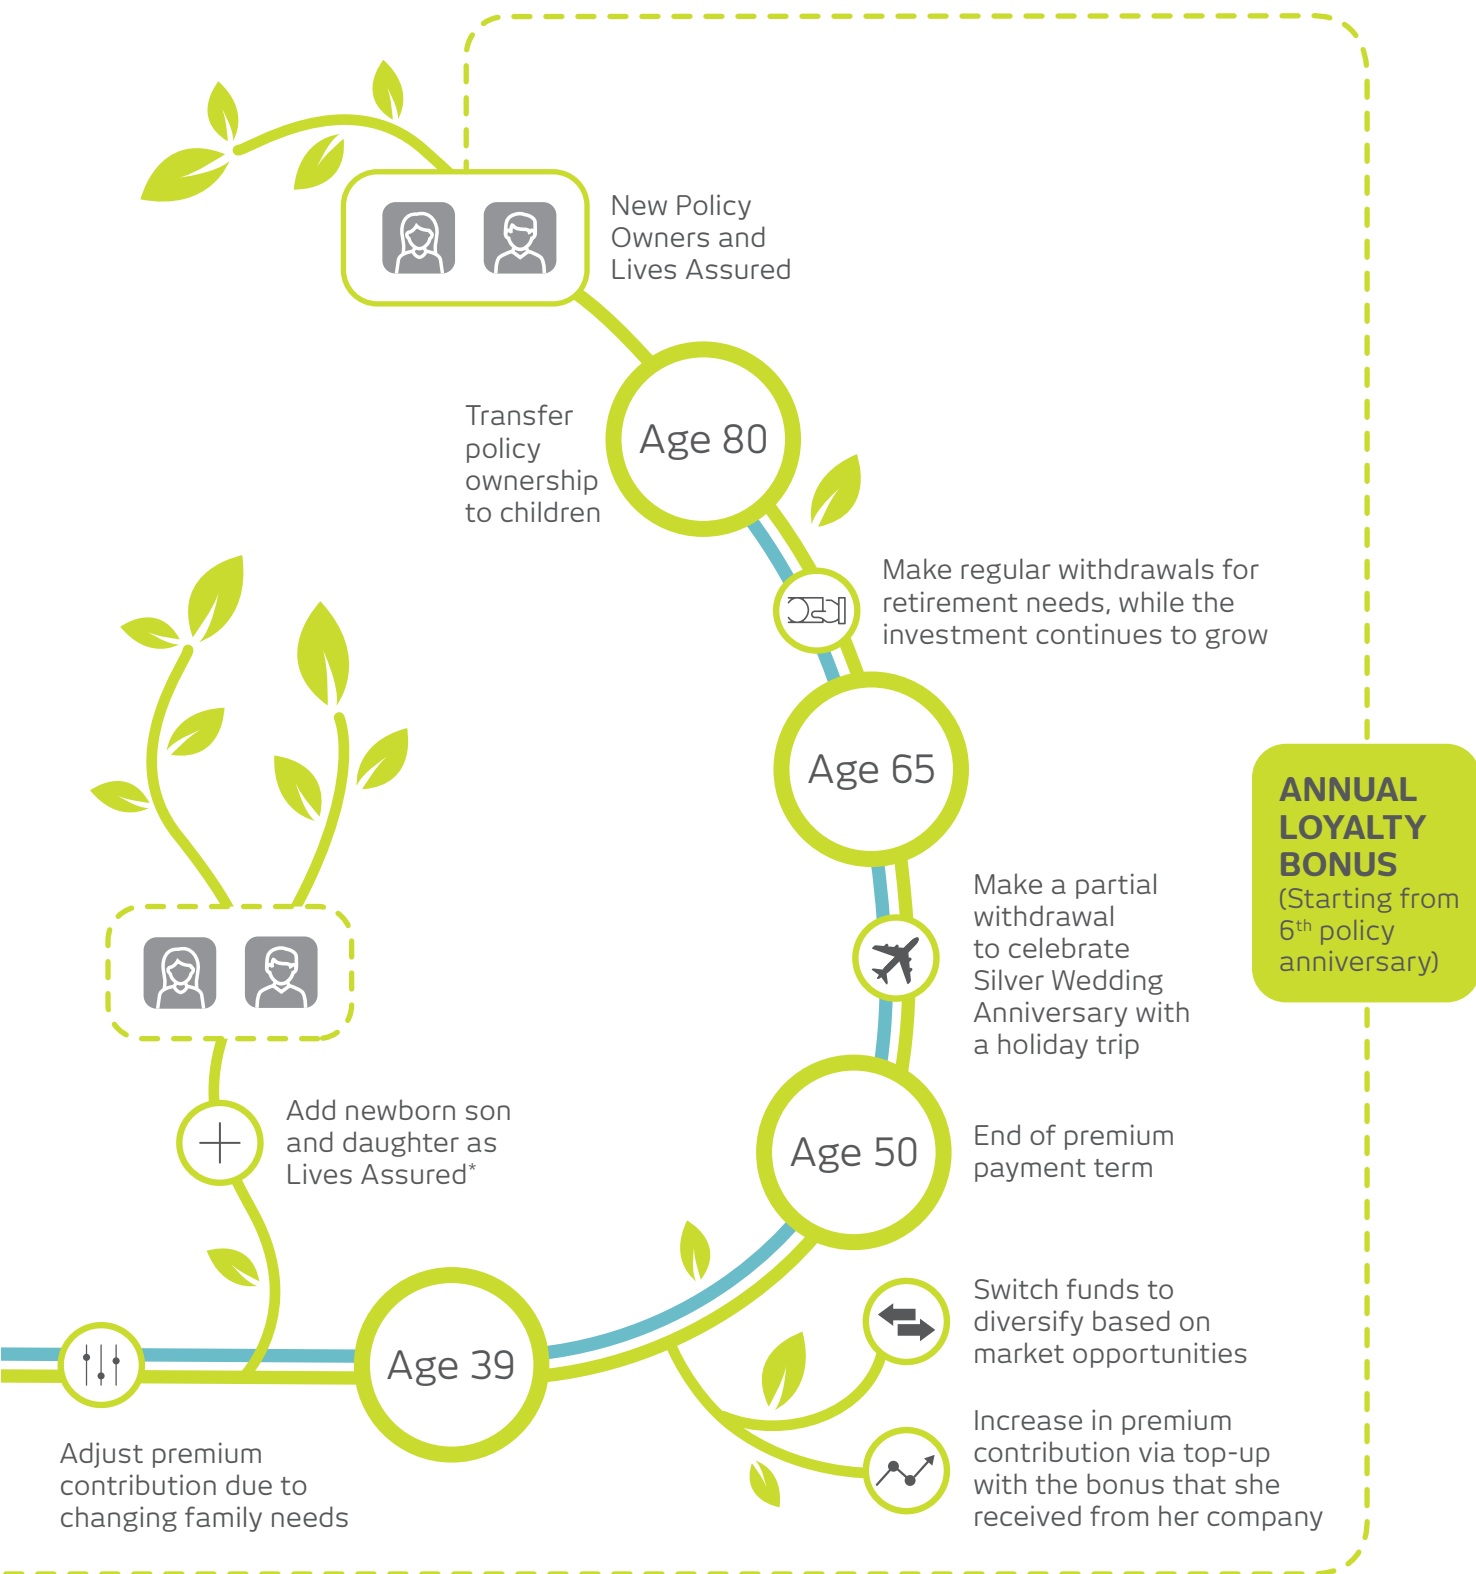 New Policy
Owners and
Lives Assured
Transfer
policy
ownership
to children
Age 80
Make regular withdrawals for
retirement needs, while the
investment continues to grow
Age 65
ANNUAL
LOYALTY
BONUS
(Starting from
6th policy
anniversary)
Make a partial
withdrawal
to celebrate
Silver Wedding
Anniversary with
a holiday trip
Add newborn son
and daughter as
Lives Assured*
Age 50
End of premium
payment term
Switch funds to
diversify based on
market opportunities
Age 39
Increase in premium
contribution via top-up
with the bonus that she
received from her company
Adjust premium
contribution due to
changing family needs